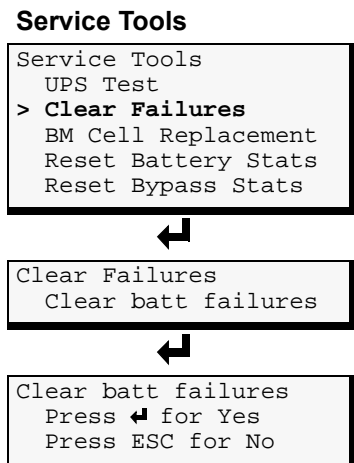 Service Tools
Service Tools
UPS Test
> Clear Failures
BM Cell Replacement
Reset Battery Stats
Reset Bypass Stats
Clear Failures
Clear batt failures
Clear batt failures
Press ↵ for Yes
Press ESC for No